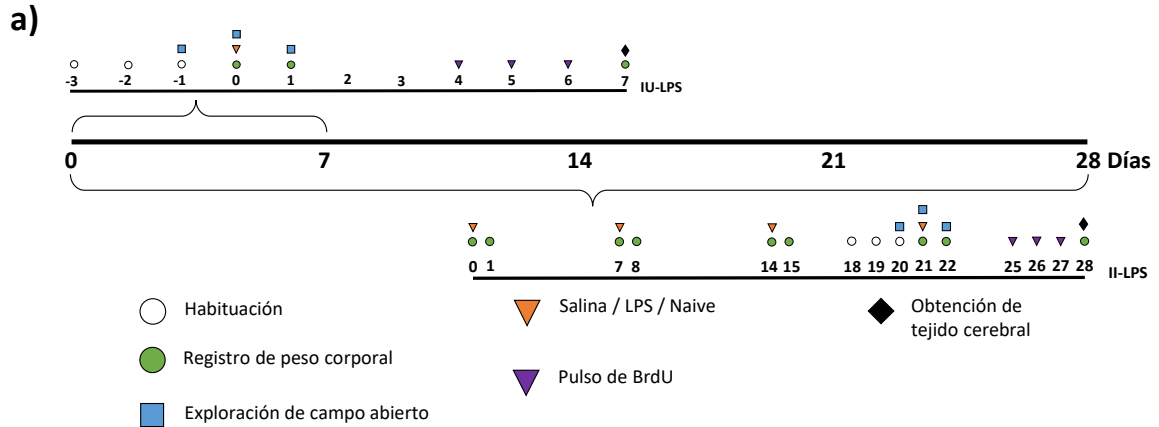 a)
-3 -2 -1 0 1 2 3 4 5 6 7 IU-LPS
0 7 14 21 28 Días
0 1 7 8 14 15 18 19 20 21 22 25 26 27 28 II-LPS
Habituación
Registro de peso corporal
Exploración de campo abierto
Salina / LPS / Naive
Pulso de BrdU
Obtención de
tejido cerebral